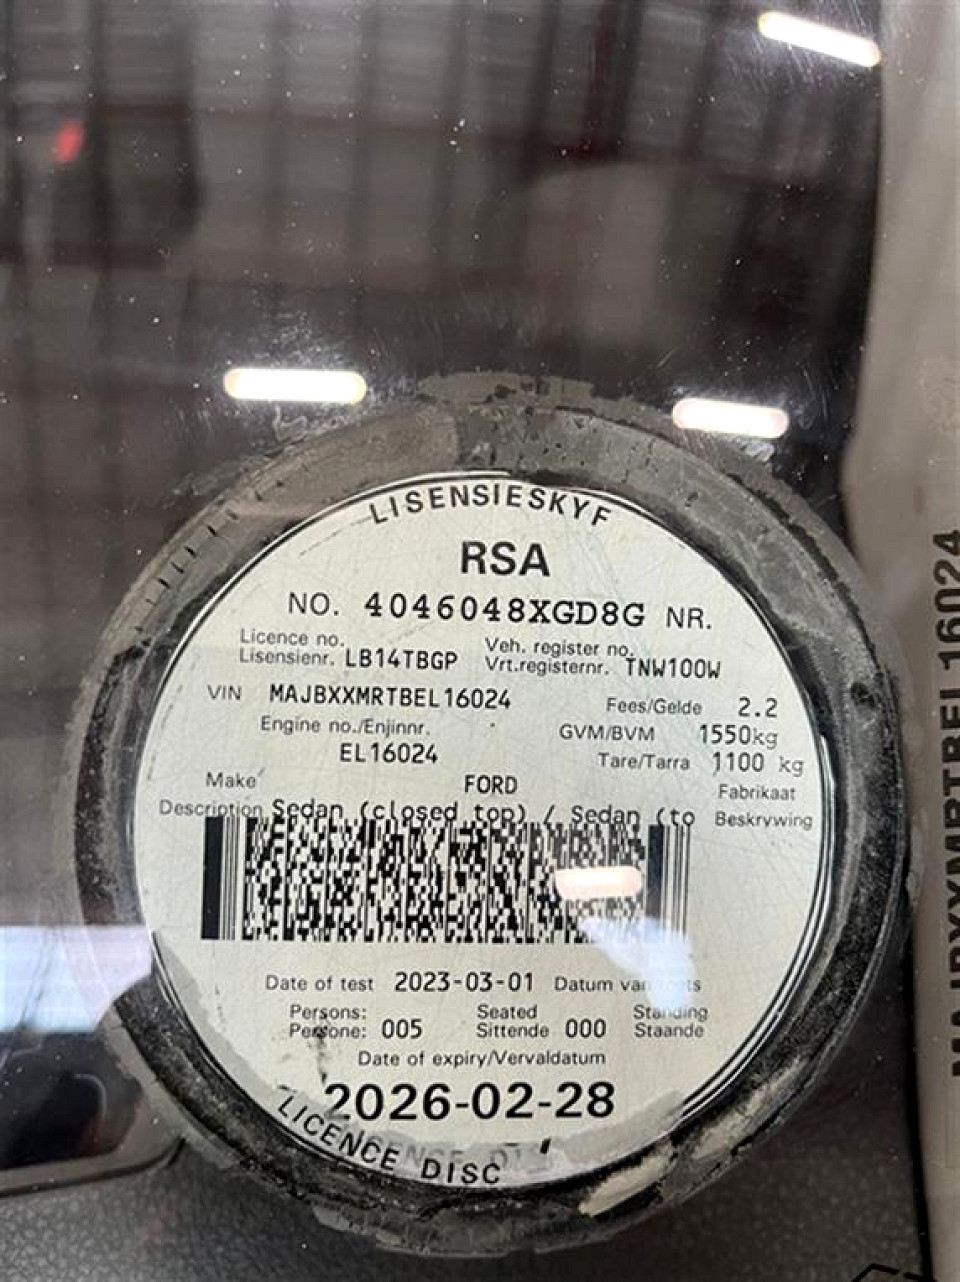 LISENSIESKYF
RSA
NO. 4046048XGD8G NR.
Licence no. Veh. register no.
Lisensienr. LB14TBGP Vrt.registernr. TNW100W
VIN MAJBXXMRTBEL16024 Fees/Gelde 2.2
Engine no./Enjinnr. GVM/BVM 1550kg
EL16024 Tare/Tarra 1100 kg
Make FORD Fabrikaat
Description Sedan (closed top) / Sedan (to Beskrywing
Date of test 2023-03-01 Datum van toets
Persons: Seated Standing
Persone: 005 Sittende 000 Staande
Date of expiry/Vervaldatum
2026-02-28
LICENCE DISC
MAJBXXMRTBEL16024